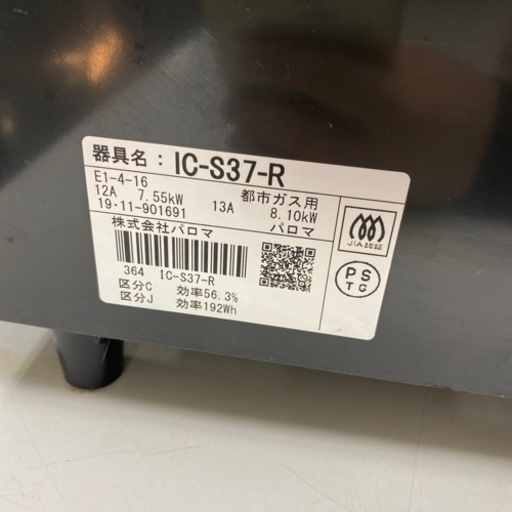 器具名：IC-S37-R
E1-4-16 都市ガス用
12A 7.55kW 13A 8.10kW
19·11-901691 パロマ
株式会社パロマ
364 IC-S37-R
区分C 効率56.3%
区分J 効率192Wh
JIA認証
PS
TG